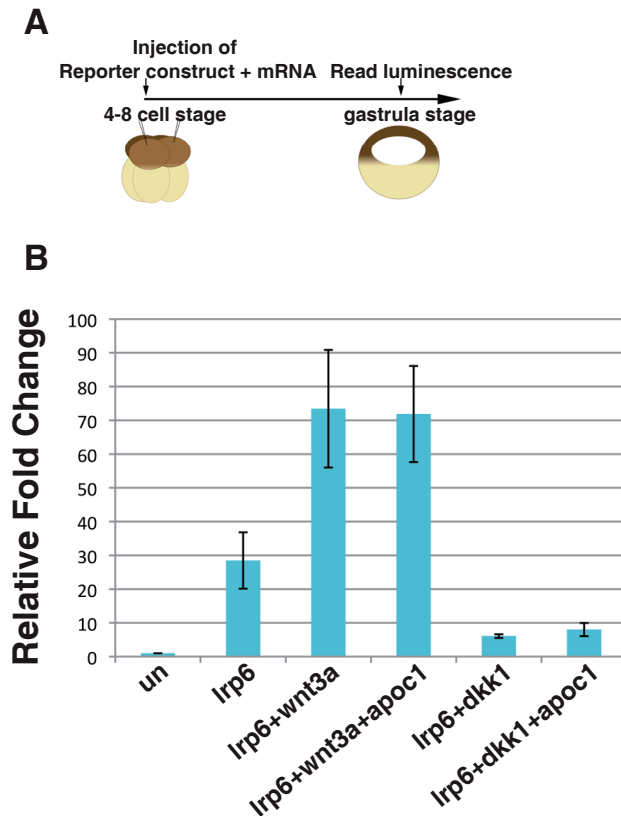 A
Injection of
Reporter construct + mRNA Read luminescence
4-8 cell stage gastrula stage
B
Relative Fold Change
100
90
80
70
60
50
40
30
20
10
0
un
lrp6
lrp6+wnt3a
lrp6+wnt3a+apoc1
lrp6+dkk1
lrp6+dkk1+apoc1